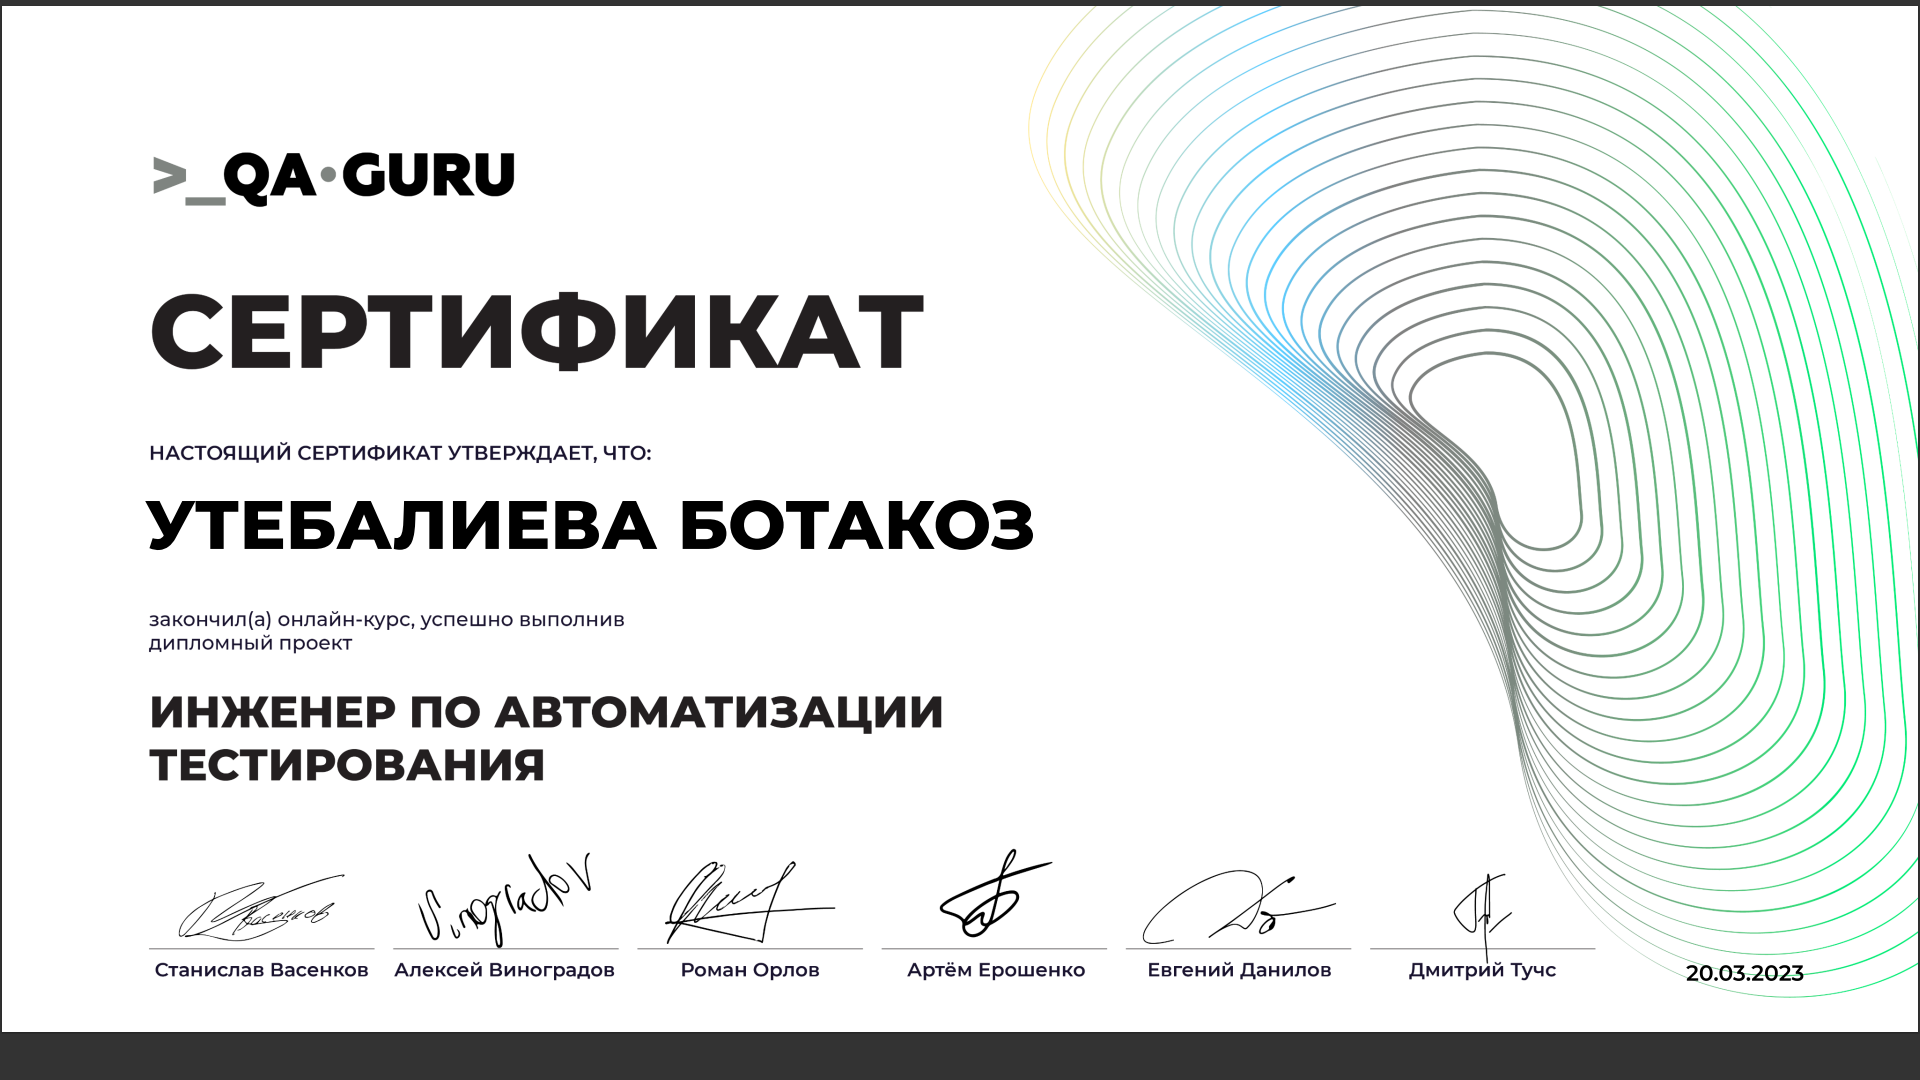 >_QA•GURU
СЕРТИФИКАТ
НАСТОЯЩИЙ СЕРТИФИКАТ УТВЕРЖДАЕТ, ЧТО:
УТЕБАЛИЕВА БОТАКОЗ
закончил(а) онлайн-курс, успешно выполнив
дипломный проект
ИНЖЕНЕР ПО АВТОМАТИЗАЦИИ
ТЕСТИРОВАНИЯ
Васенков Vinogradov
Станислав Васенков Алексей Виноградов Роман Орлов Артём Ерошенко Евгений Данилов Дмитрий Тучс 20.03.2023